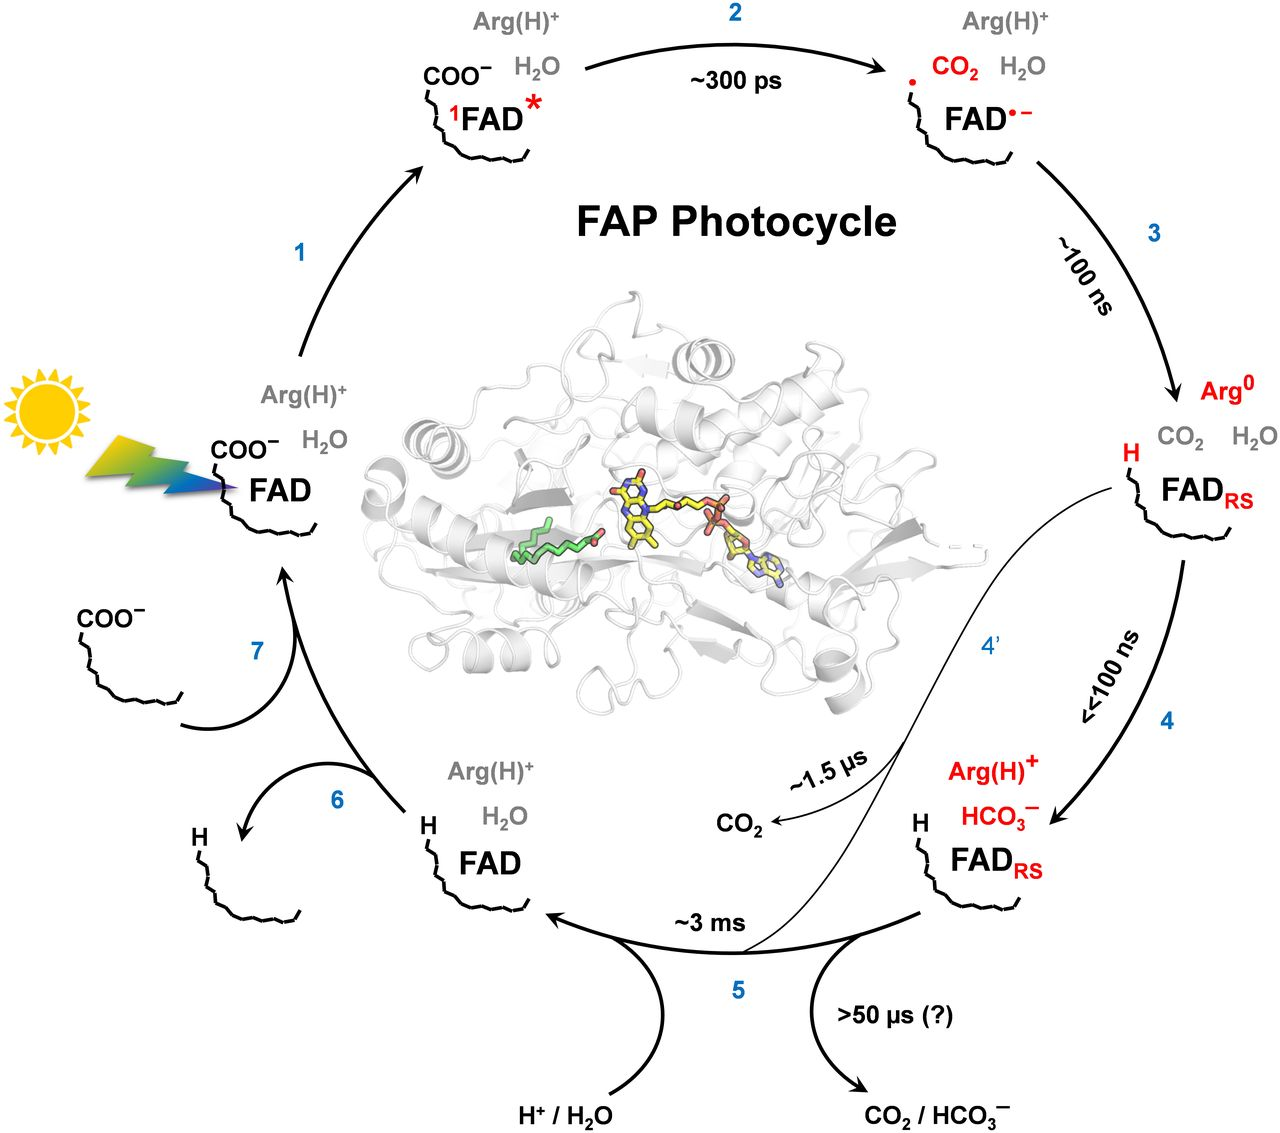 FAP Photocycle
Arg(H)⁺
COO⁻ H₂O
¹FAD*
2
~300 ps
Arg(H)⁺
• CO₂ H₂O
FAD•⁻
1
3
~100 ns
Arg(H)⁺
COO⁻ H₂O
FAD
Arg⁰
CO₂ H₂O
H
FAD_RS
COO⁻
7
4'
<<100 ns
4
Arg(H)⁺
H₂O
H
FAD
6
H
~1.5 µs
CO₂
Arg(H)⁺
HCO₃⁻
H
FAD_RS
~3 ms
5
>50 µs (?)
H⁺ / H₂O
CO₂ / HCO₃⁻